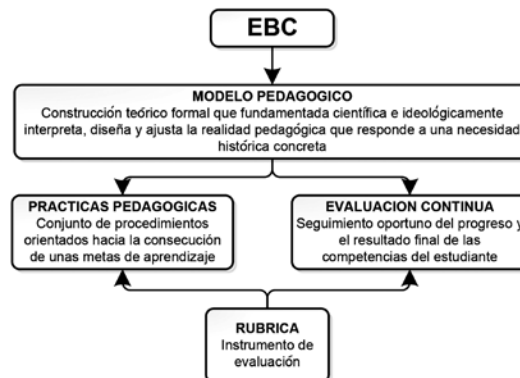 EBC
MODELO PEDAGOGICO
Construcción teórico formal que fundamentada científica e ideológicamente
interpreta, diseña y ajusta la realidad pedagógica que responde a una necesidad
histórica concreta
PRACTICAS PEDAGOGICAS
Conjunto de procedimientos
orientados hacia la consecución
de unas metas de aprendizaje
EVALUACION CONTINUA
Seguimiento oportuno del progreso y
el resultado final de las
competencias del estudiante
RUBRICA
Instrumento de
evaluación